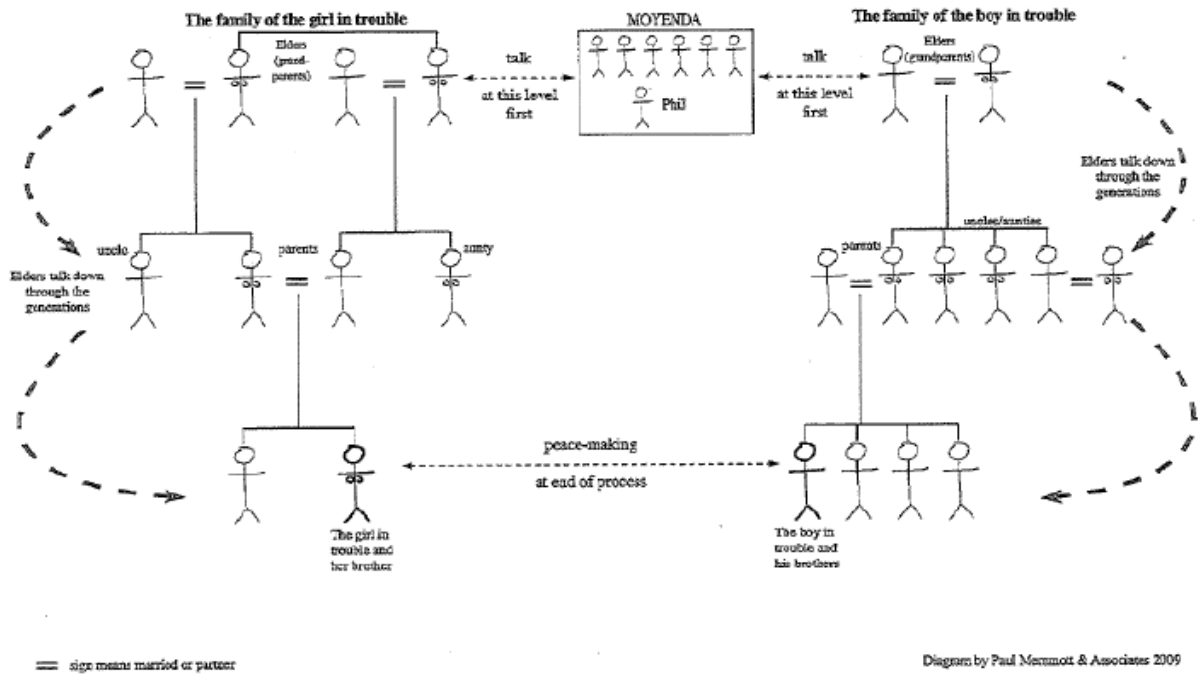 The family of the girl in trouble
MOYENDA
The family of the boy in trouble
Elders
(grand-
parents)
talk
at this level
first
Phil
talk
at this level
first
Elders
(grandparents)
Elders talk down
through the
generations
uncle
parents
aunty
Elders talk down
through the
generations
parents
uncles/aunties
peace-making
at end of process
The girl in
trouble and
her brother
The boy in
trouble and
his brothers
= sign means married or partner
Diagram by Paul Memmott & Associates 2009